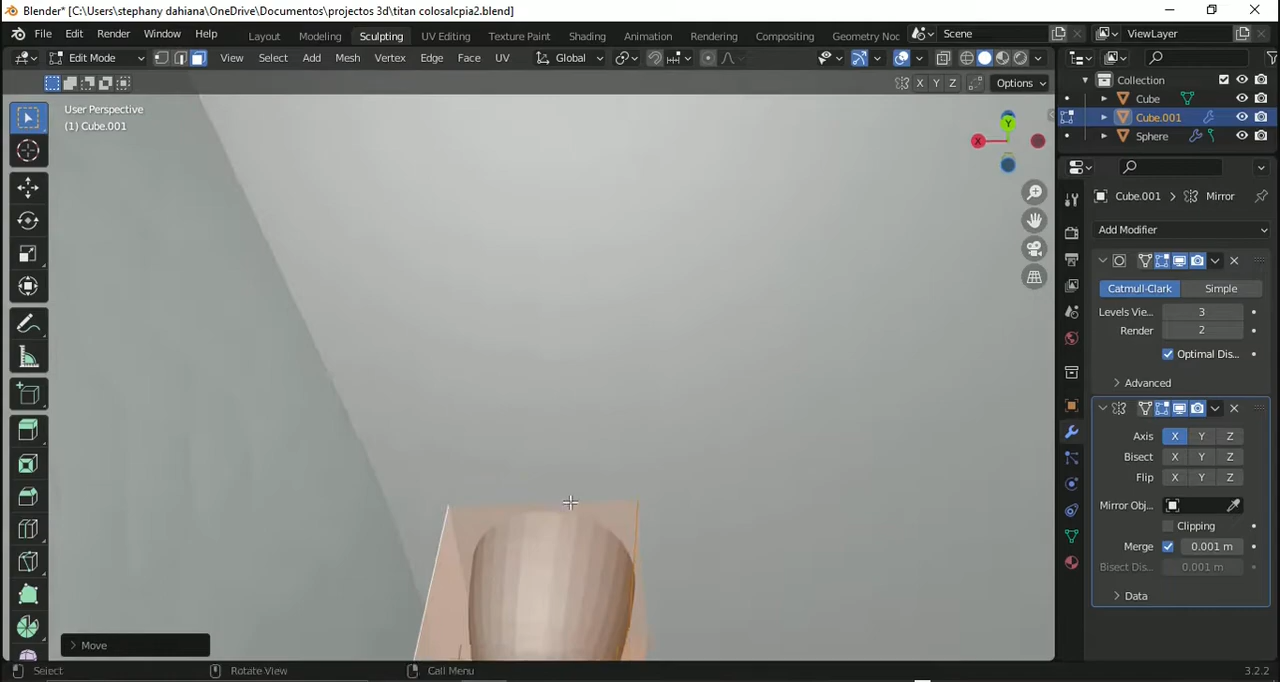 Blender* [C:\Users\stephany dahiana\OneDrive\Documentos\projectos 3d\titan colosalcpia2.blend]
File Edit Render Window Help Layout Modeling Sculpting UV Editing Texture Paint Shading Animation Rendering Compositing Geometry Noc Scene ViewLayer
Edit Mode View Select Add Mesh Vertex Edge Face UV Global
X Y Z Options
User Perspective
(1) Cube.001
Collection
Cube
Cube.001
Sphere
Y
X
Cube.001 > Mirror
Add Modifier
Catmull-Clark Simple
Levels Vie... 3
Render 2
Optimal Dis...
Advanced
Axis X Y Z
Bisect X Y Z
Flip X Y Z
Mirror Obj...
Clipping
Merge 0.001 m
Bisect Dis... 0.001 m
Data
Move
Select Rotate View Call Menu 3.2.2